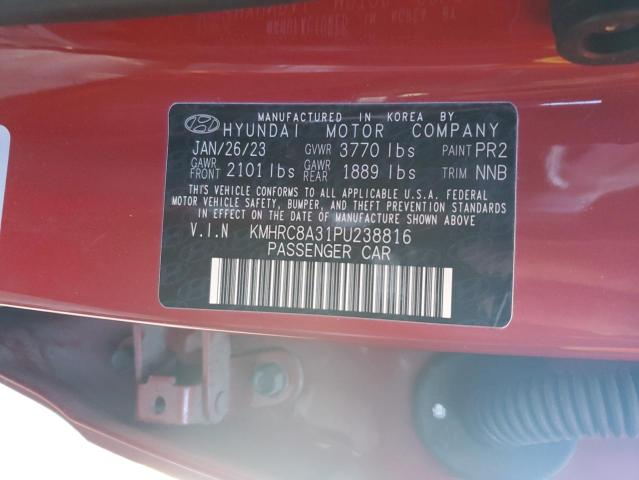 MANUFACTURED IN KOREA BY
HYUNDAI MOTOR COMPANY
JAN/26/23 GVWR 3770 lbs PAINT PR2
GAWR FRONT 2101 lbs GAWR REAR 1889 lbs TRIM NNB
THIS VEHICLE CONFORMS TO ALL APPLICABLE U.S.A. FEDERAL
MOTOR VEHICLE SAFETY, BUMPER, AND THEFT PREVENTION STANDARDS
IN EFFECT ON THE DATE OF MANUFACTURE SHOWN ABOVE
V.I.N KMHRC8A31PU238816
PASSENGER CAR